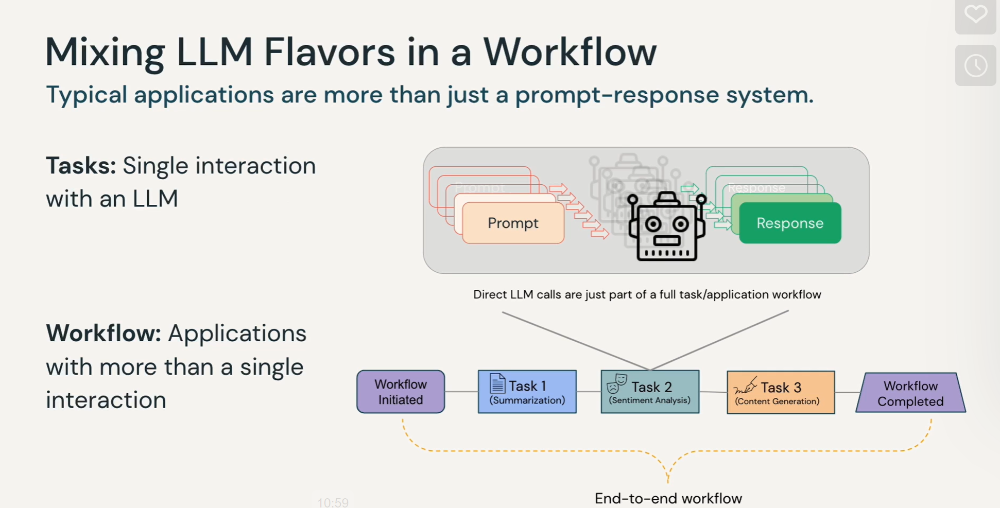 Mixing LLM Flavors in a Workflow
Typical applications are more than just a prompt-response system.
Tasks: Single interaction
with an LLM
Prompt
Response
Prompt
Response
Direct LLM calls are just part of a full task/application workflow
Workflow: Applications
with more than a single
interaction
Workflow
Initiated
Task 1
(Summarization)
Task 2
(Sentiment Analysis)
Task 3
(Content Generation)
Workflow
Completed
End-to-end workflow
10:59